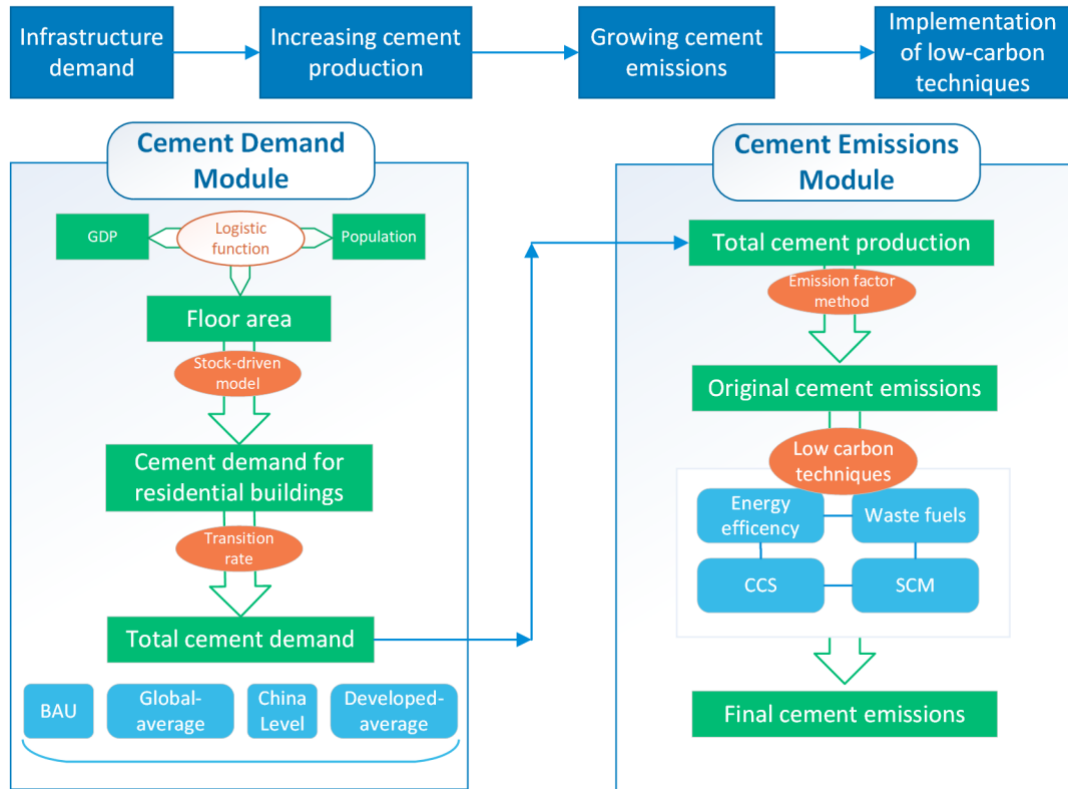 Infrastructure
demand
Increasing cement
production
Growing cement
emissions
Implementation
of low-carbon
techniques
Cement Demand
Module
GDP
Logistic
function
Population
Floor area
Stock-driven
model
Cement demand for
residential buildings
Transition
rate
Total cement demand
BAU
Global-
average
China
Level
Developed-
average
Cement Emissions
Module
Total cement production
Emission factor
method
Original cement emissions
Low carbon
techniques
Energy
efficency
Waste fuels
CCS
SCM
Final cement emissions